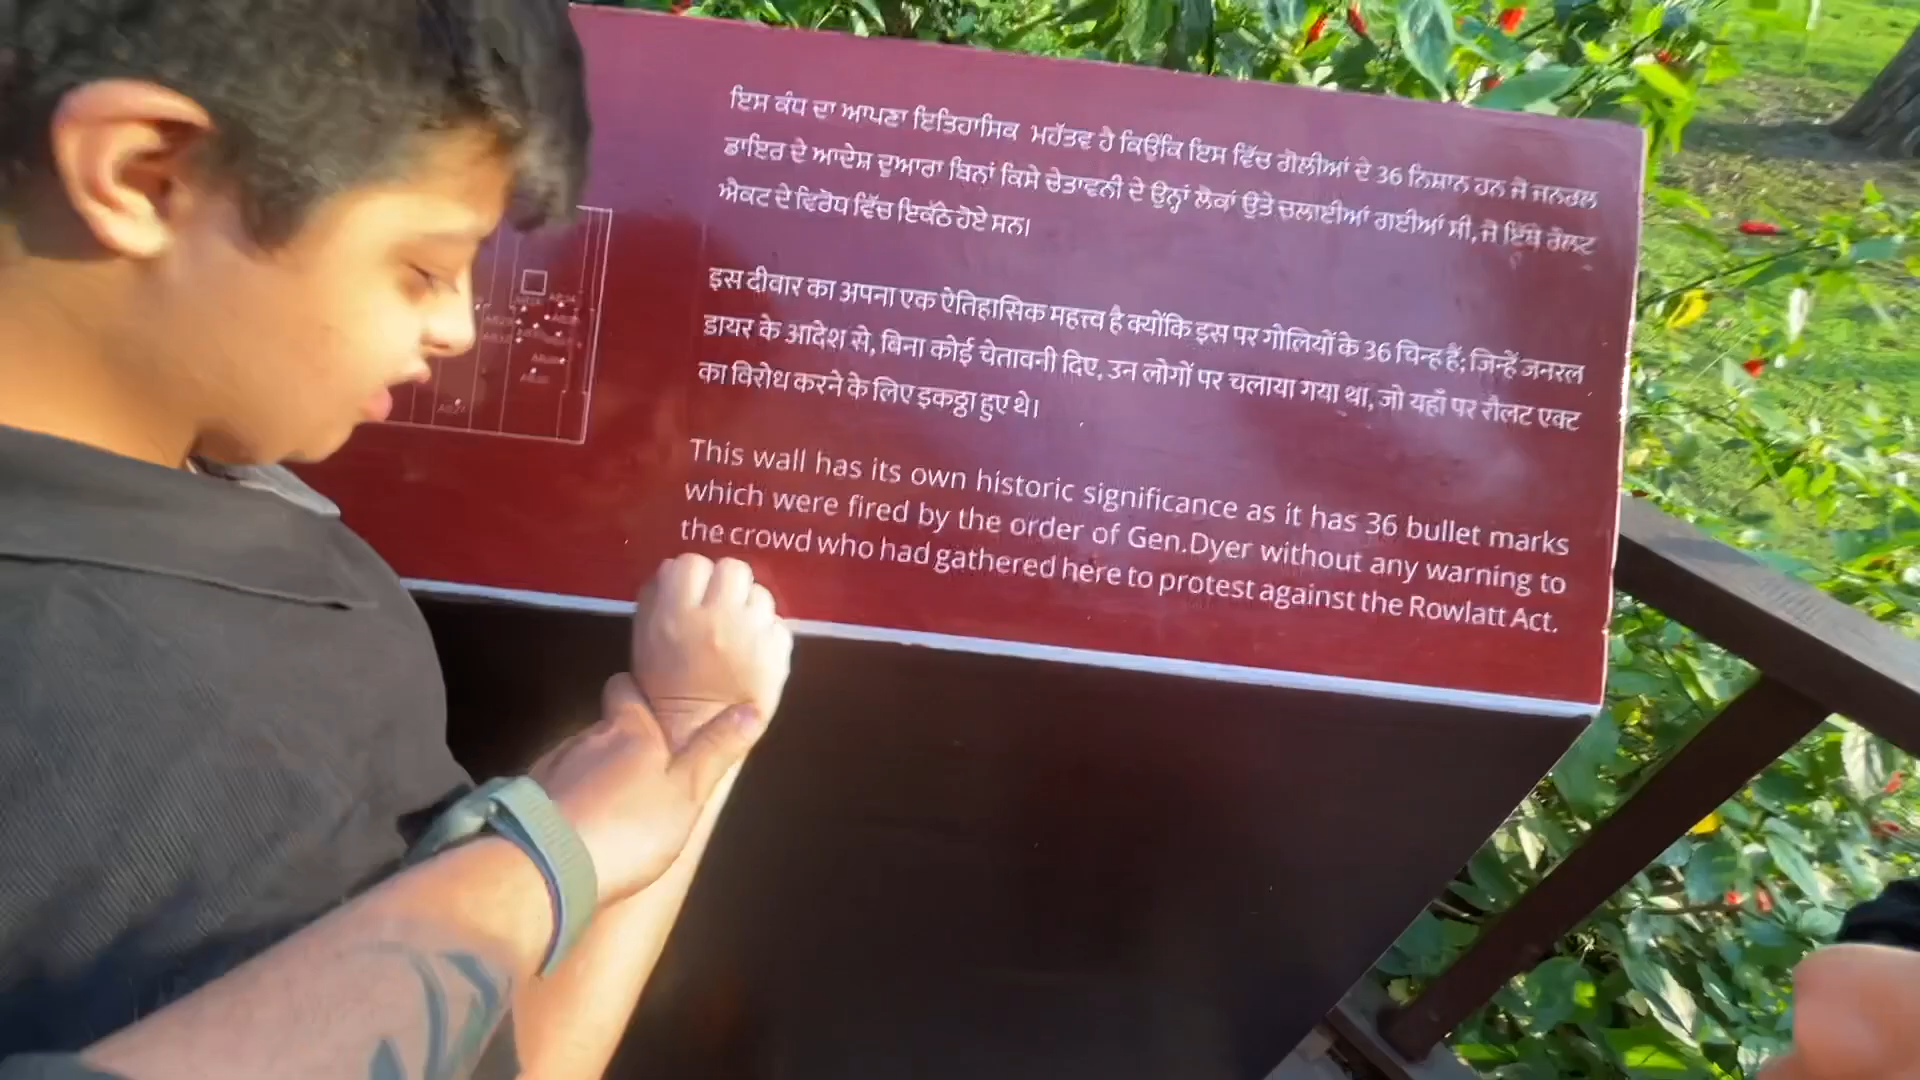 ਇਸ ਕੰਧ ਦਾ ਆਪਣਾ ਇਤਿਹਾਸਿਕ ਮਹੱਤਵ ਹੈ ਕਿਉਂਕਿ ਇਸ ਵਿੱਚ ਗੋਲੀਆਂ ਦੇ 36 ਨਿਸ਼ਾਨ ਹਨ ਜੋ ਜਨਰਲ
ਡਾਇਰ ਦੇ ਆਦੇਸ਼ ਦੁਆਰਾ ਬਿਨਾਂ ਕਿਸੇ ਚੇਤਾਵਨੀ ਦੇ ਉਨ੍ਹਾਂ ਲੋਕਾਂ ਉਤੇ ਚਲਾਈਆਂ ਗਈਆਂ ਸੀ, ਜੋ ਇੱਥੇ ਰੋਲਟ
ਐਕਟ ਦੇ ਵਿਰੋਧ ਵਿੱਚ ਇਕੱਠੇ ਹੋਏ ਸਨ।
इस दीवार का अपना एक ऐतिहासिक महत्त्व है क्योंकि इस पर गोलियों के 36 चिन्ह हैं; जिन्हें जनरल
डायर के आदेश से, बिना कोई चेतावनी दिए, उन लोगों पर चलाया गया था, जो यहाँ पर रौलट एक्ट
का विरोध करने के लिए इकठ्ठा हुए थे।
This wall has its own historic significance as it has 36 bullet marks
which were fired by the order of Gen.Dyer without any warning to
the crowd who had gathered here to protest against the Rowlatt Act.